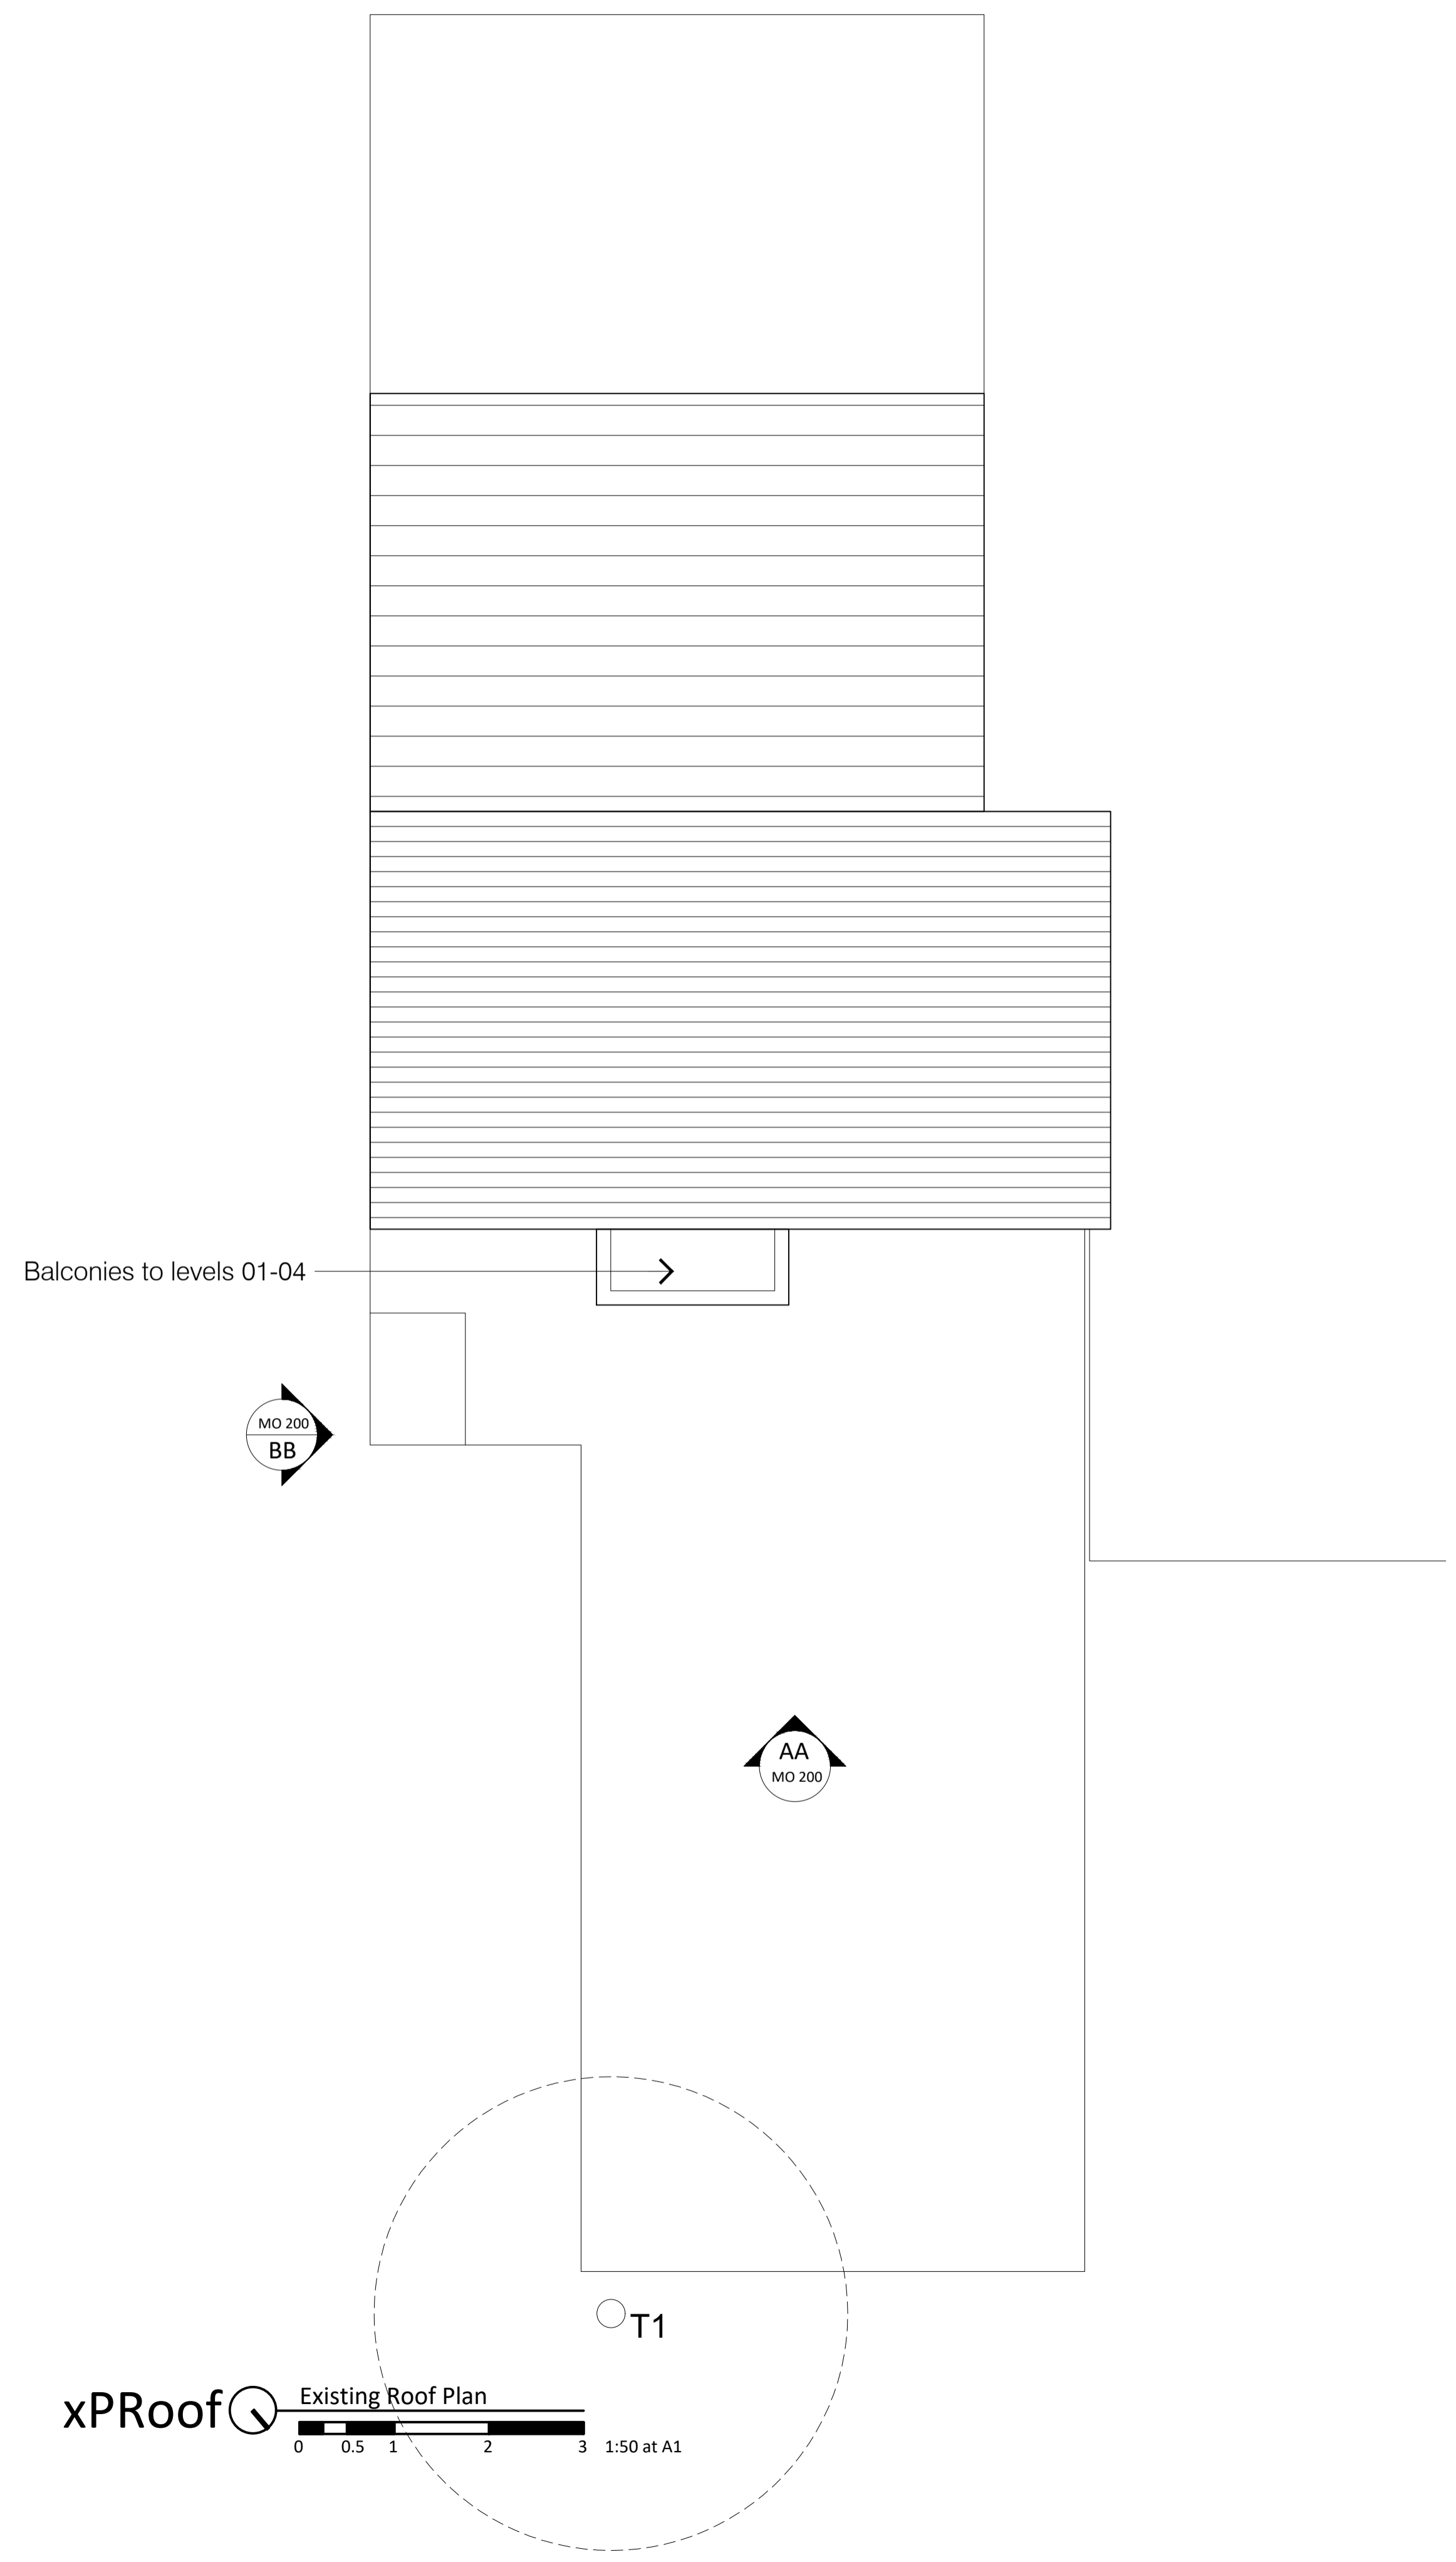 Balconies to levels 01-04
MO 200
BB
AA
MO 200
T1
xPRoof
Existing Roof Plan
0 0.5 1 2 3 1:50 at A1